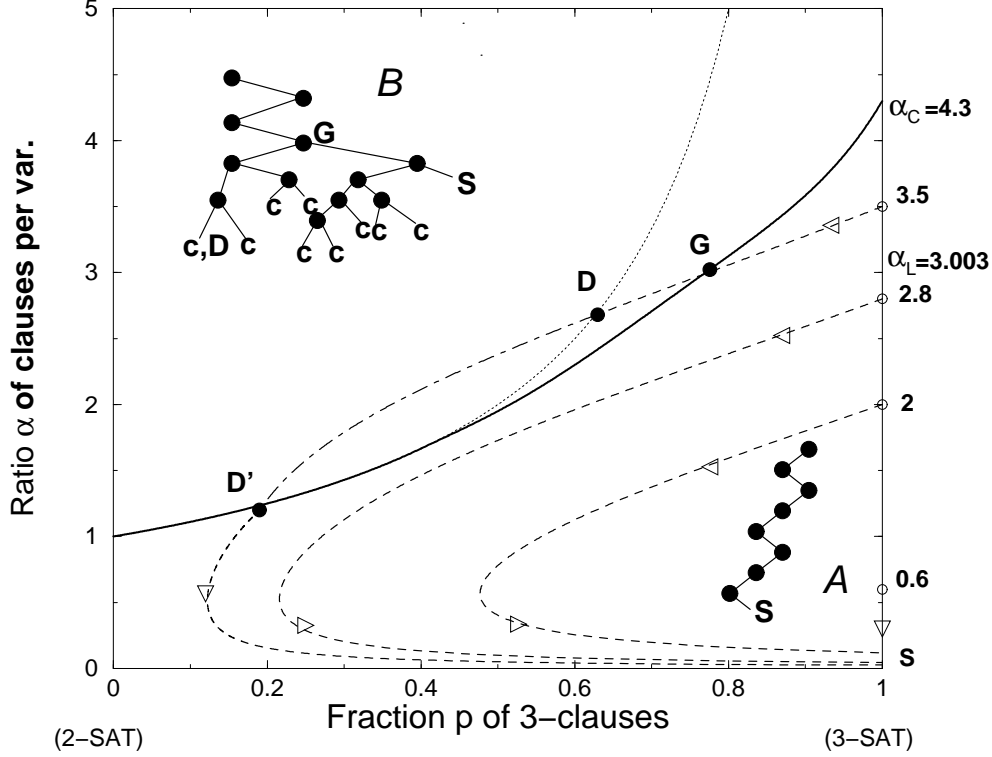 5
B
α_C =4.3
G
4
S
c
c
3.5
c,D
c
c
c
c
c
c
G
α_L=3.003
3
D
2.8
2
2
D’
1
A
0.6
S
S
0
0
0.2
0.4
0.6
0.8
1
Fraction p of 3−clauses
(2−SAT)
(3−SAT)
Ratio α of clauses per var.